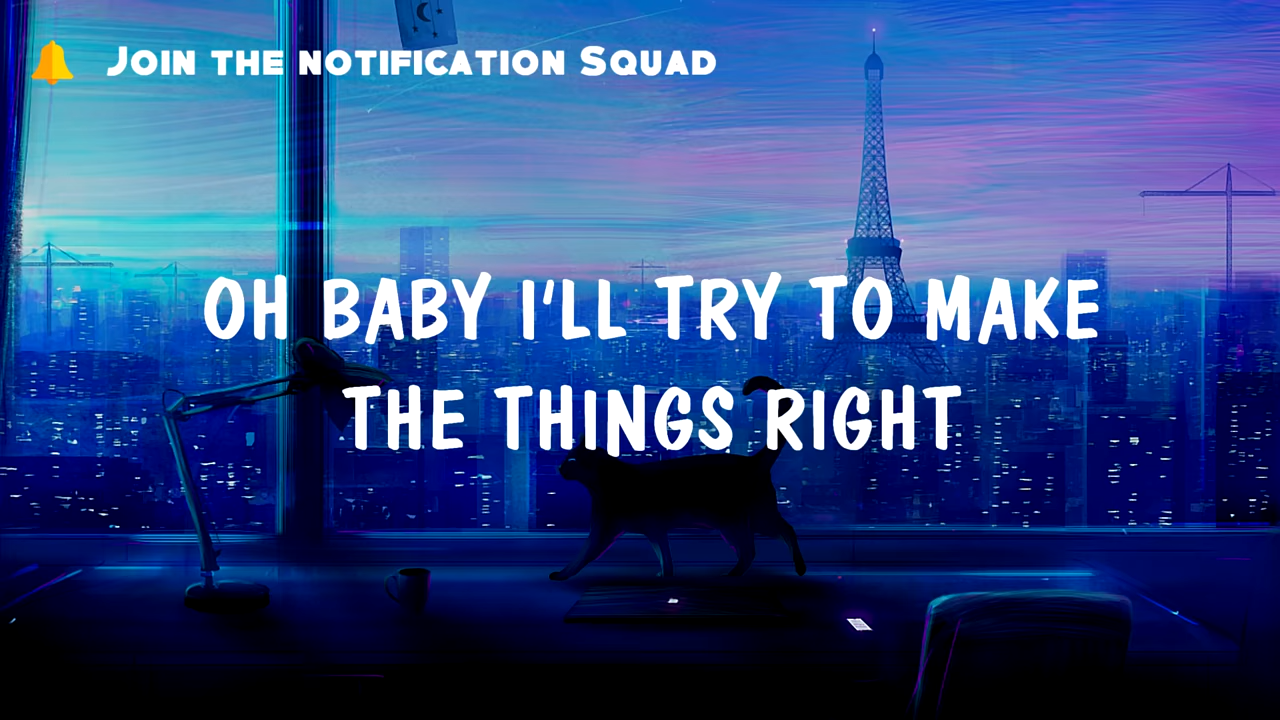 Join the notification Squad
OH BABY I'LL TRY TO MAKE
THE THINGS RIGHT